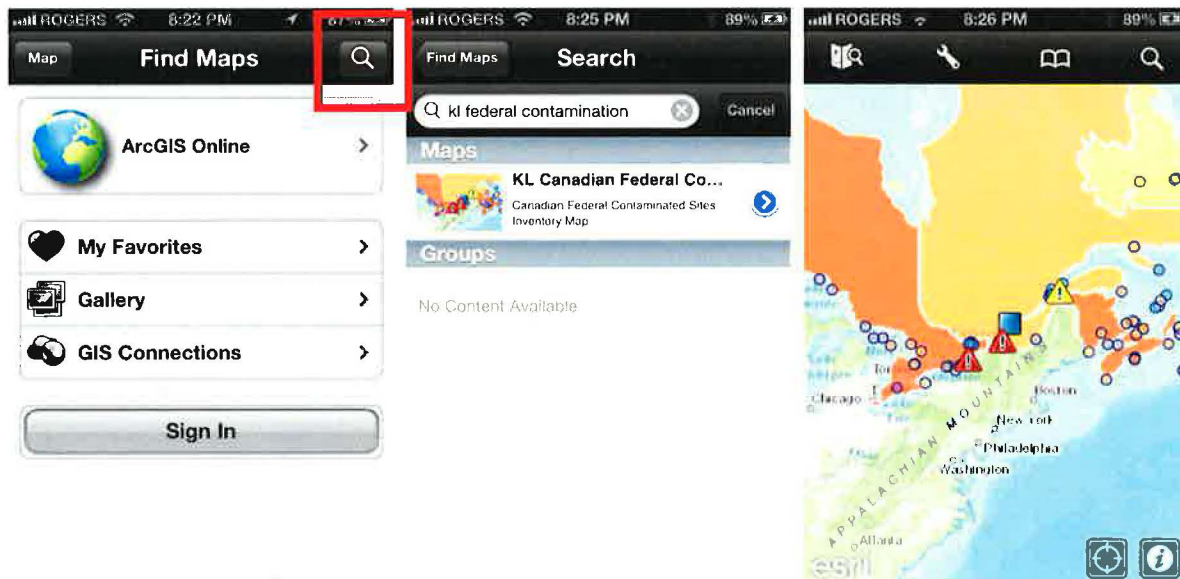 ROGERS 8:22 PM 87%
Map Find Maps
ArcGIS Online
My Favorites
Gallery
GIS Connections
Sign In
ROGERS 8:25 PM 89%
Find Maps Search
kl federal contamination Cancel
Maps
KL Canadian Federal Co...
Canadian Federal Contaminated Sites
Inventory Map
Groups
No Content Available
ROGERS 8:26 PM 89%
Chicago
Boston
New York
Philadelphia
Washington
APPALACHIAN MOUNTAINS
Atlanta
esri